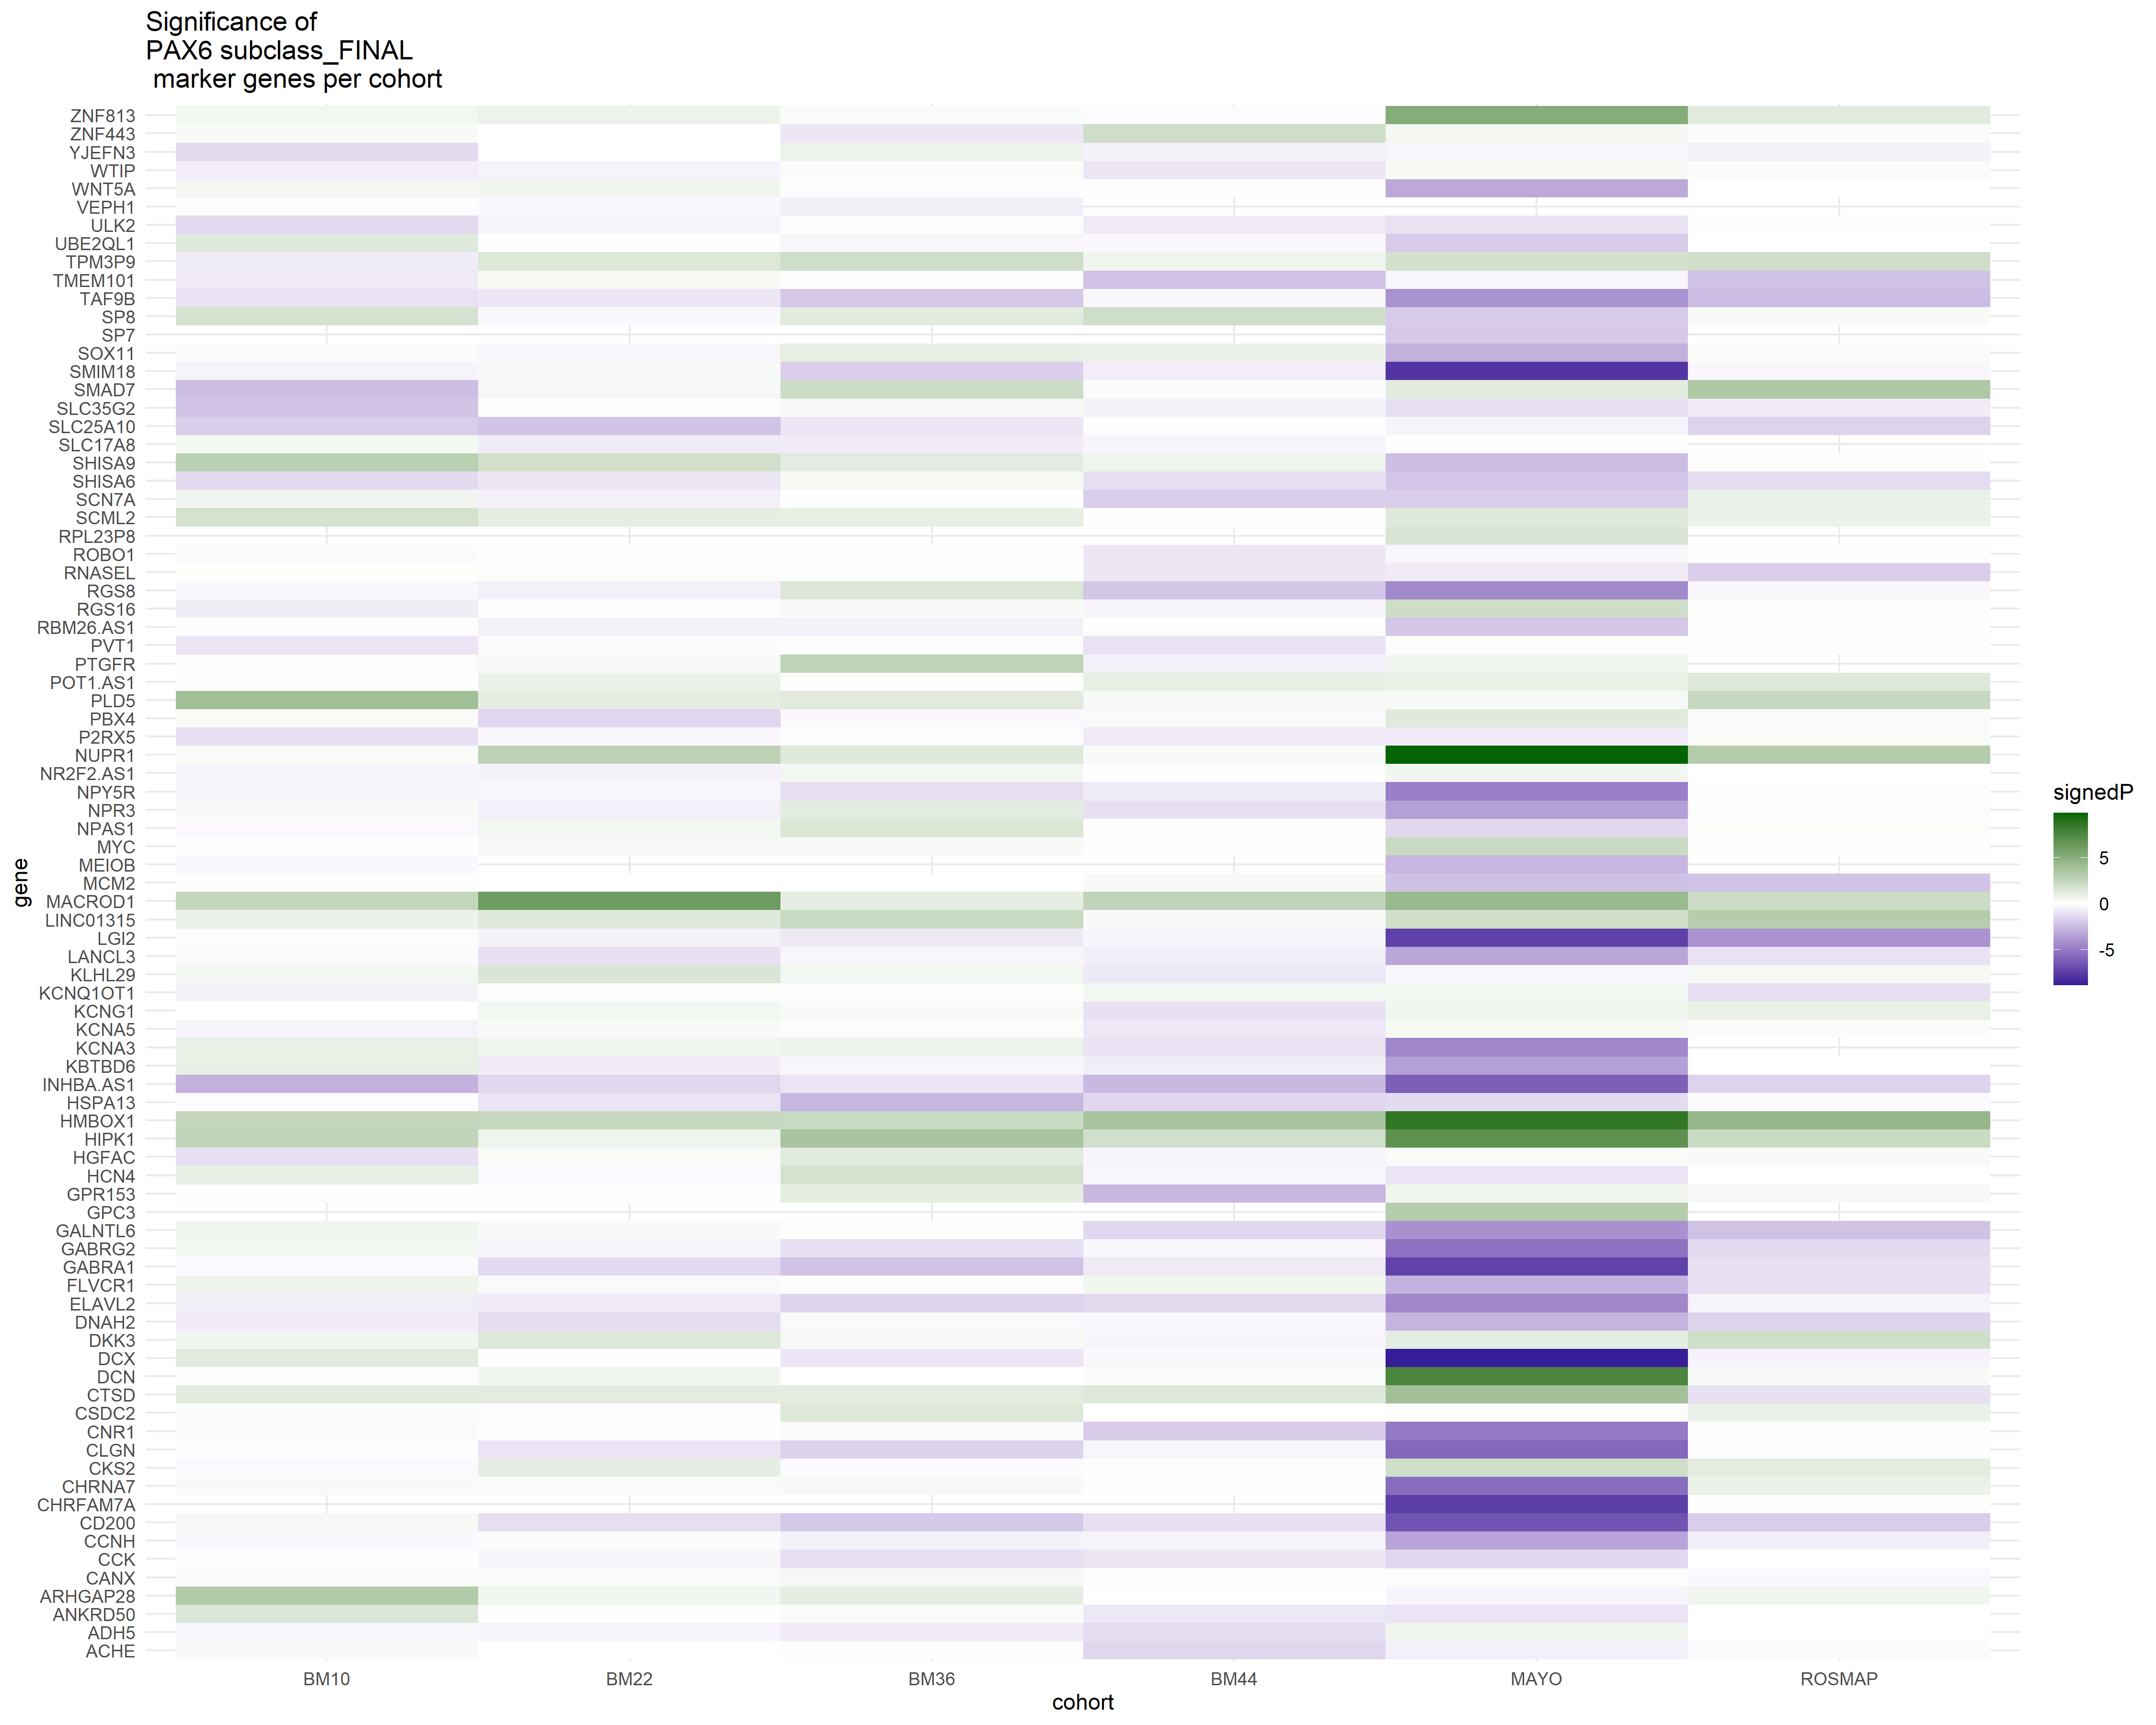 Significance of
PAX6 subclass_FINAL
marker genes per cohort
ZNF813
ZNF443
YJEFN3
WTIP
WNT5A
VEPH1
ULK2
UBE2QL1
TPM3P9
TMEM101
TAF9B
SP8
SP7
SOX11
SMIM18
SMAD7
SLC35G2
SLC25A10
SLC17A8
SHISA9
SHISA6
SCN7A
SCML2
RPL23P8
ROBO1
RNASEL
RGS8
RGS16
RBM26.AS1
PVT1
PTGFR
POT1.AS1
PLD5
PBX4
P2RX5
NUPR1
NR2F2.AS1
NPY5R
NPR3
NPAS1
MYC
MEIOB
MCM2
MACROD1
LINC01315
LGI2
LANCL3
KLHL29
KCNQ1OT1
KCNG1
KCNA5
KCNA3
KBTBD6
INHBA.AS1
HSPA13
HMBOX1
HIPK1
HGFAC
HCN4
GPR153
GPC3
GALNTL6
GABRG2
GABRA1
FLVCR1
ELAVL2
DNAH2
DKK3
DCX
DCN
CTSD
CSDC2
CNR1
CLGN
CKS2
CHRNA7
CHRFAM7A
CD200
CCNH
CCK
CANX
ARHGAP28
ANKRD50
ADH5
ACHE
gene
BM10 BM22 BM36 BM44 MAYO ROSMAP
cohort
signedP
5
0
-5